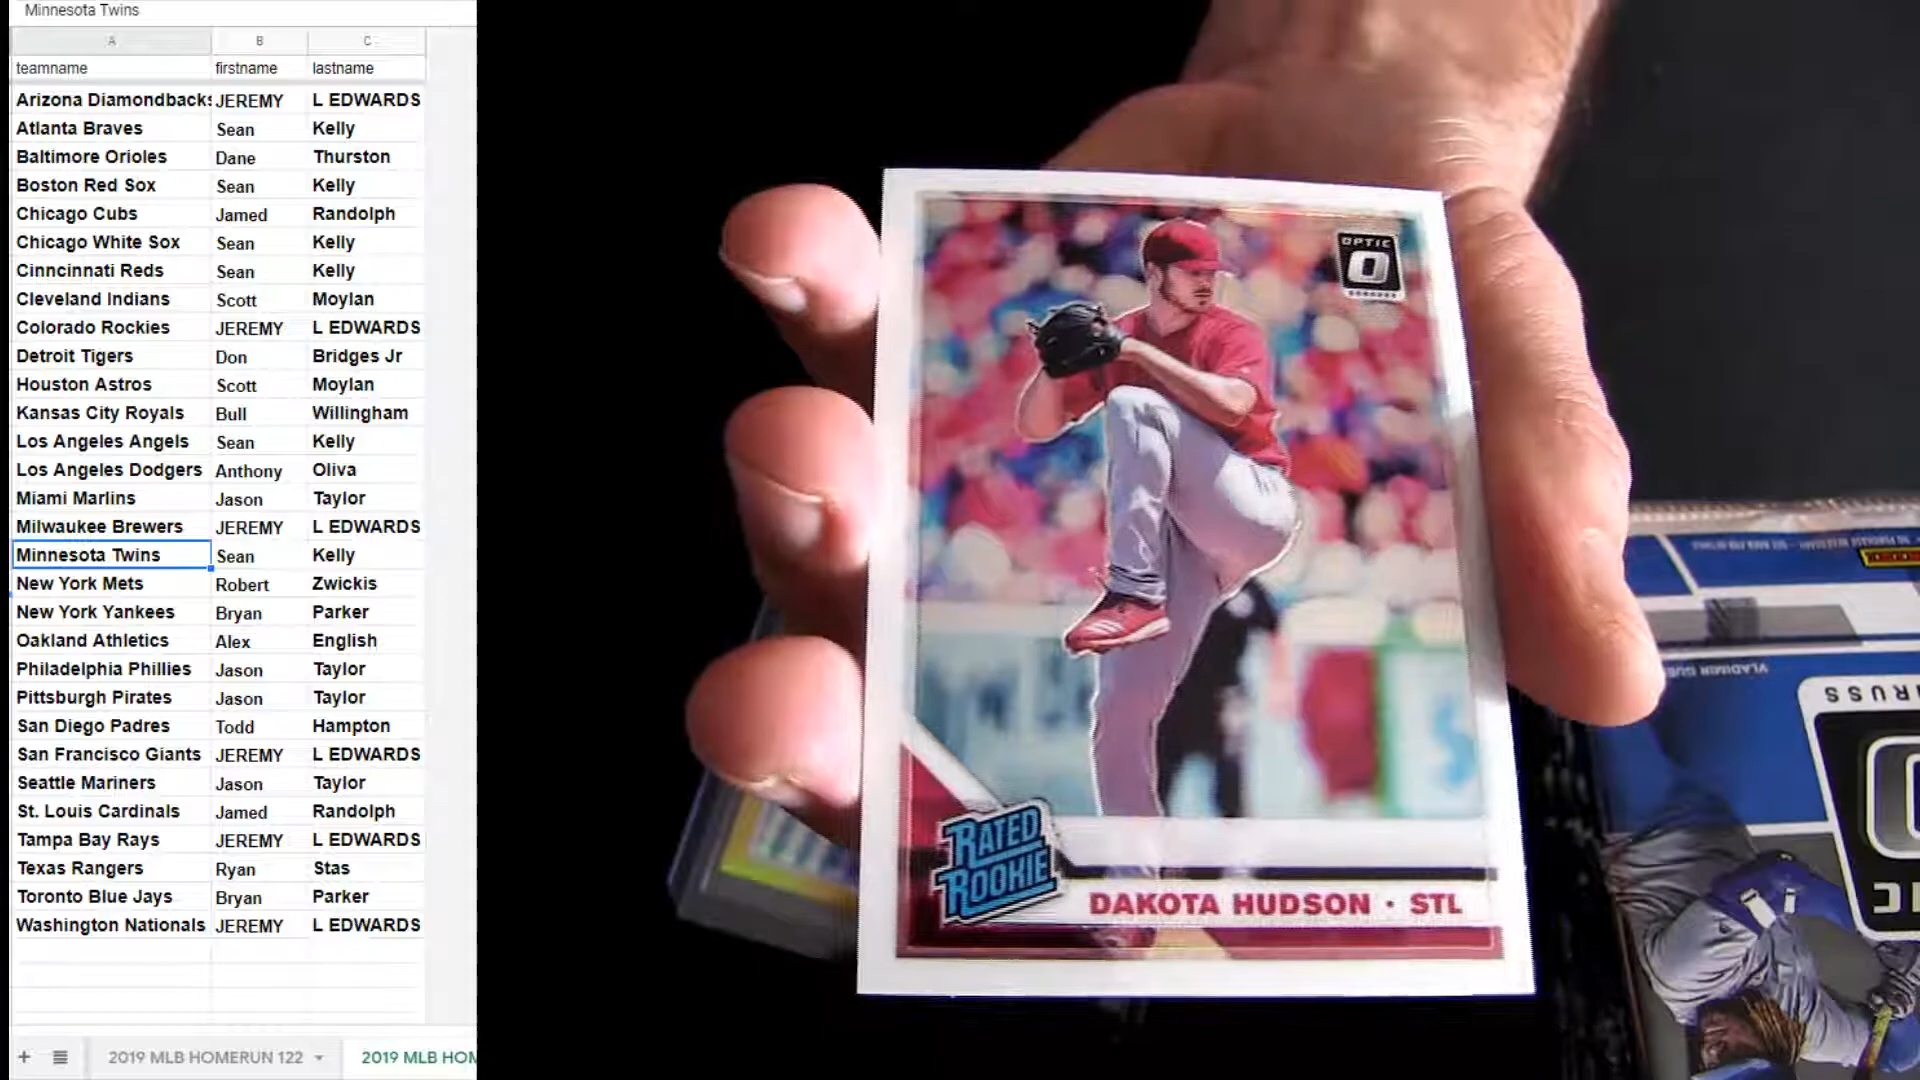 Minnesota Twins
A B C
teamname firstname lastname
Arizona Diamondbacks JEREMY L EDWARDS
Atlanta Braves Sean Kelly
Baltimore Orioles Dane Thurston
Boston Red Sox Sean Kelly
Chicago Cubs Jamed Randolph
Chicago White Sox Sean Kelly
Cinncinnati Reds Sean Kelly
Cleveland Indians Scott Moylan
Colorado Rockies JEREMY L EDWARDS
Detroit Tigers Don Bridges Jr
Houston Astros Scott Moylan
Kansas City Royals Bull Willingham
Los Angeles Angels Sean Kelly
Los Angeles Dodgers Anthony Oliva
Miami Marlins Jason Taylor
Milwaukee Brewers JEREMY L EDWARDS
Minnesota Twins Sean Kelly
New York Mets Robert Zwickis
New York Yankees Bryan Parker
Oakland Athletics Alex English
Philadelphia Phillies Jason Taylor
Pittsburgh Pirates Jason Taylor
San Diego Padres Todd Hampton
San Francisco Giants JEREMY L EDWARDS
Seattle Mariners Jason Taylor
St. Louis Cardinals Jamed Randolph
Tampa Bay Rays JEREMY L EDWARDS
Texas Rangers Ryan Stas
Toronto Blue Jays Bryan Parker
Washington Nationals JEREMY L EDWARDS
+ 2019 MLB HOMERUN 122 2019 MLB HOM
OPTIC
O
RATED
ROOKIE
DAKOTA HUDSON · STL
VLADIMIR GUE
RUSS
IC